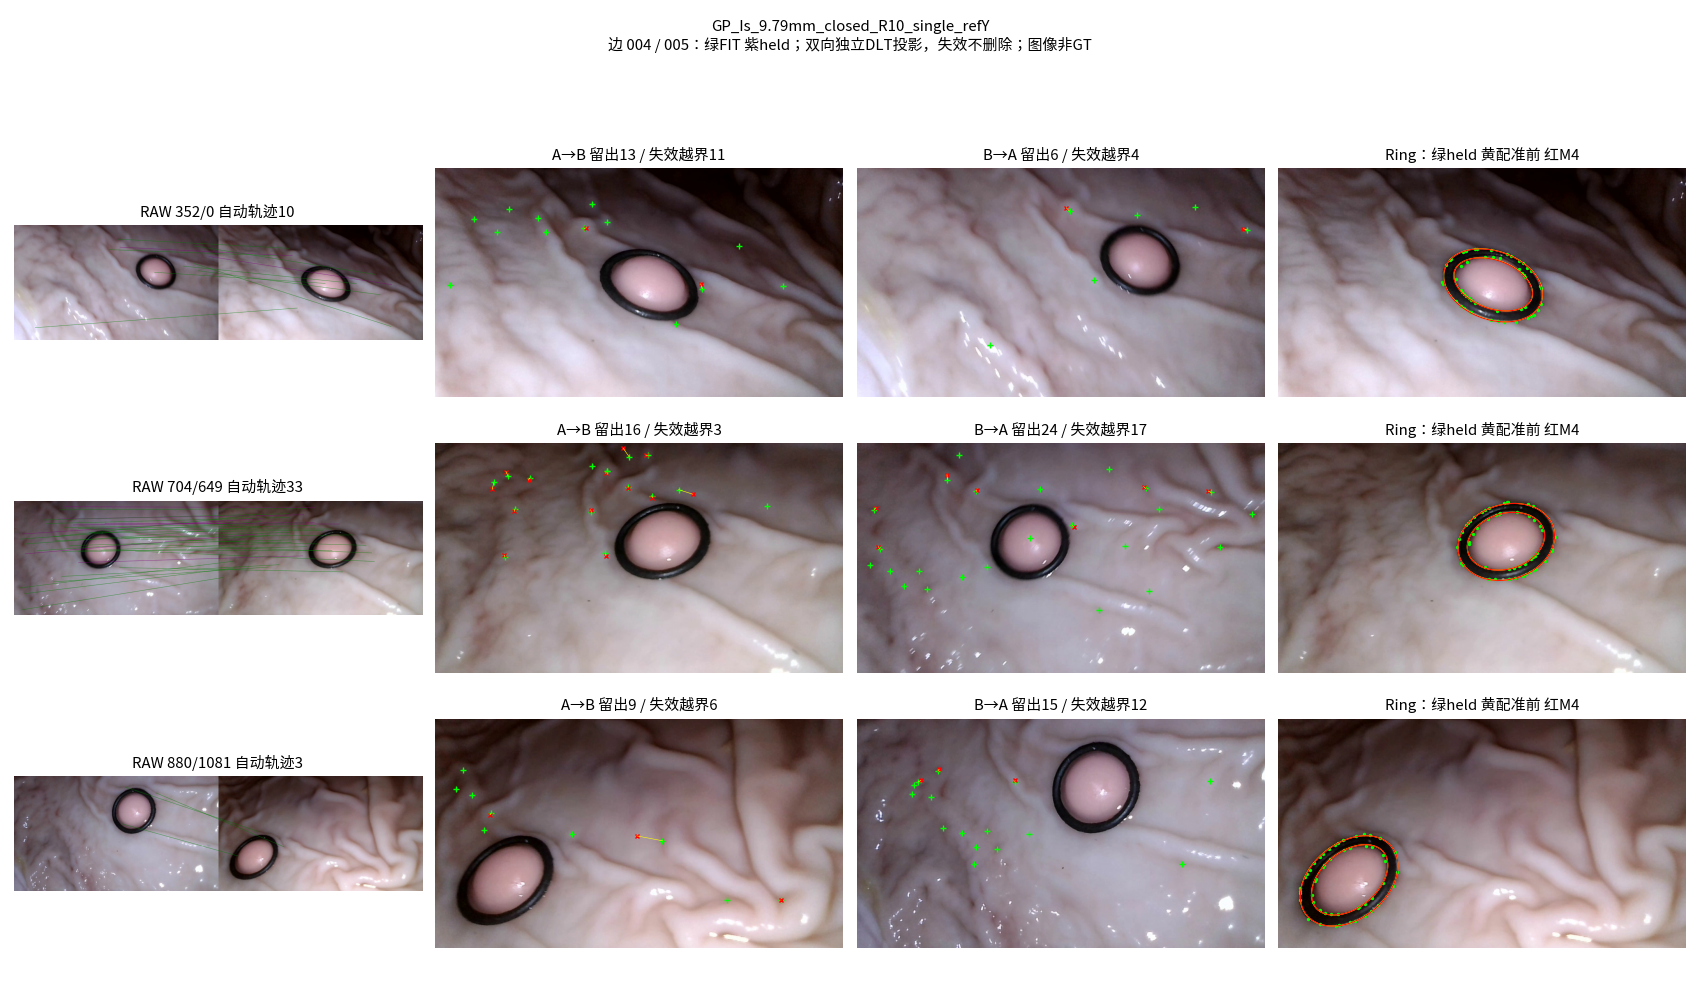 GP_Is_9.79mm_closed_R10_single_refY
边 004 / 005：绿FIT 紫held；双向独立DLT投影，失效不删除；图像非GT
RAW 352/0 自动轨迹10
A→B 留出13 / 失效越界11
B→A 留出6 / 失效越界4
Ring：绿held 黄配准前 红M4
RAW 704/649 自动轨迹33
A→B 留出16 / 失效越界3
B→A 留出24 / 失效越界17
Ring：绿held 黄配准前 红M4
RAW 880/1081 自动轨迹3
A→B 留出9 / 失效越界6
B→A 留出15 / 失效越界12
Ring：绿held 黄配准前 红M4